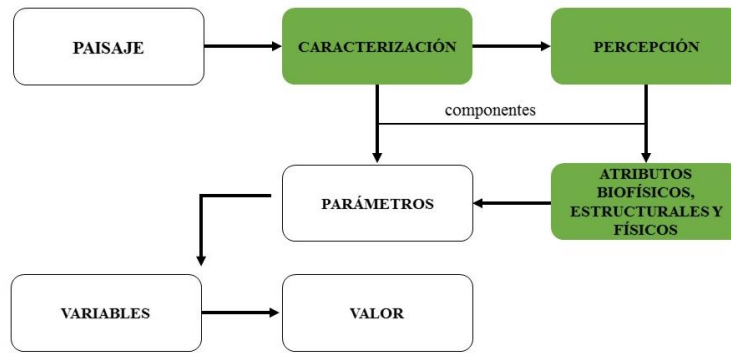 PAISAJE
CARACTERIZACIÓN
PERCEPCIÓN
componentes
PARÁMETROS
ATRIBUTOS
BIOFÍSICOS,
ESTRUCTURALES Y
FÍSICOS
VARIABLES
VALOR